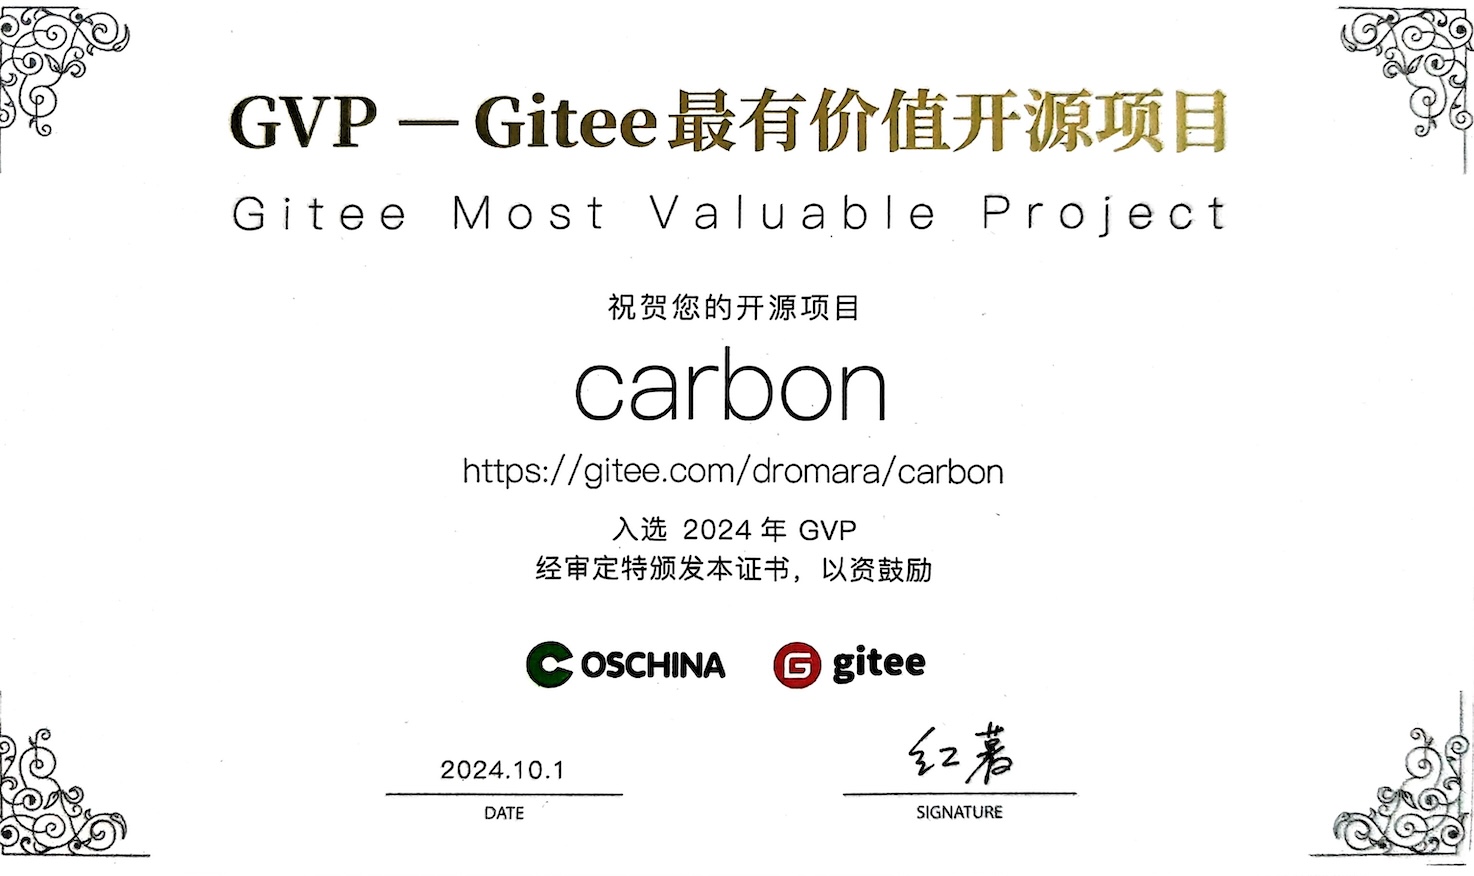 GVP — Gitee最有价值开源项目
Gitee Most Valuable Project
祝贺您的开源项目
carbon
https://gitee.com/dromara/carbon
入选 2024 年 GVP
经审定特颁发本证书，以资鼓励
OSCHINA gitee
2024.10.1 红薯
DATE SIGNATURE